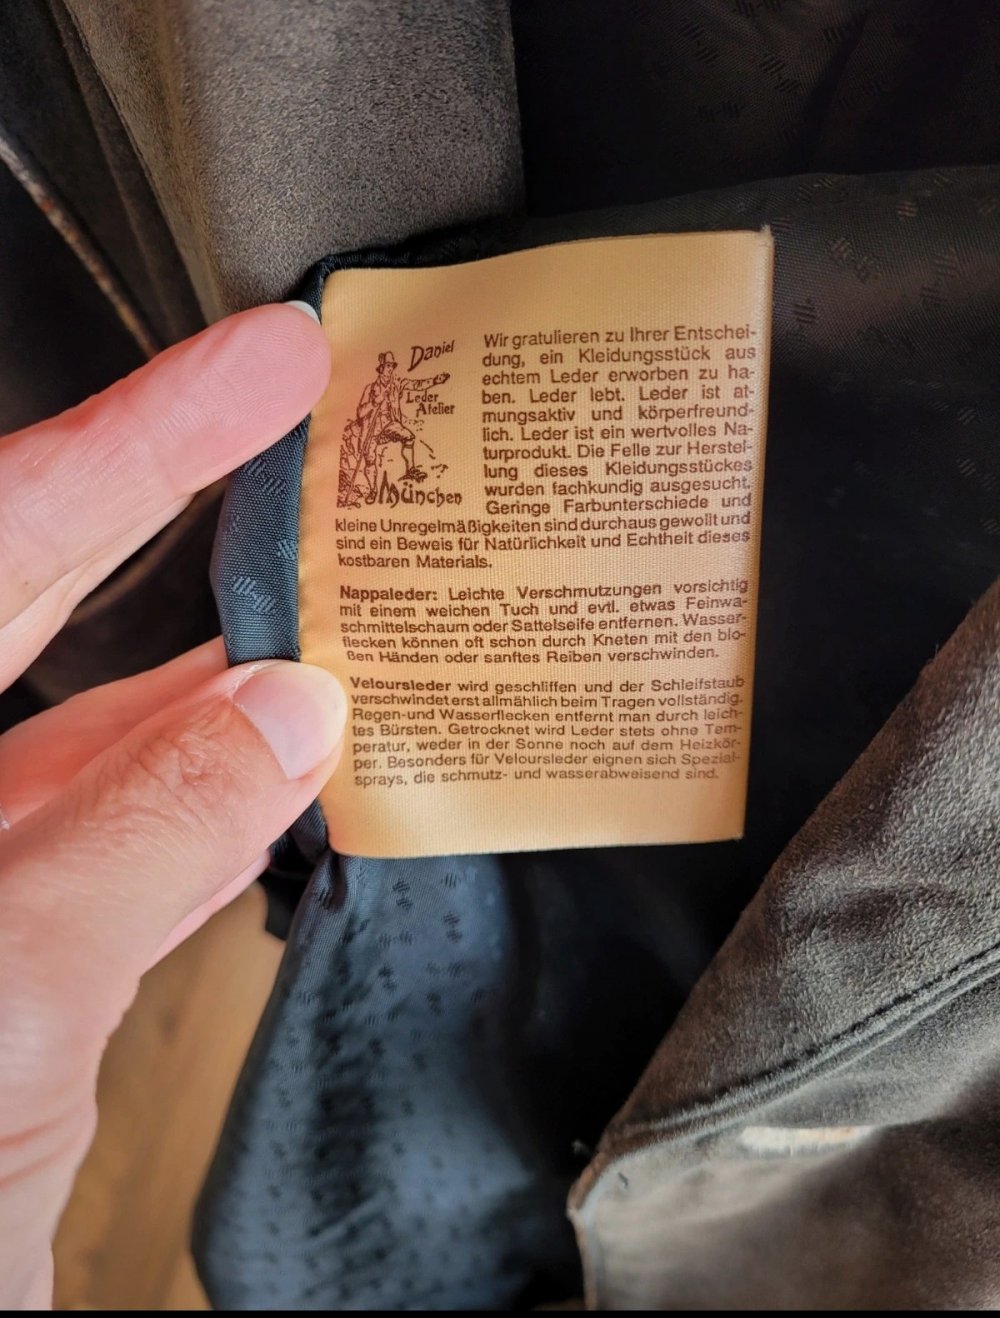 Daniel
Leder
Atelier
München
Wir gratulieren zu Ihrer Entschei-
dung, ein Kleidungsstück aus
echtem Leder erworben zu ha-
ben. Leder lebt. Leder ist at-
mungsaktiv und körperfreund-
lich. Leder ist ein wertvolles Na-
turprodukt. Die Felle zur Herstel-
lung dieses Kleidungsstückes
wurden fachkundig ausgesucht.
Geringe Farbunterschiede und
kleine Unregelmäßigkeiten sind durchaus gewollt und
sind ein Beweis für Natürlichkeit und Echtheit dieses
kostbaren Materials.
Nappaleder: Leichte Verschmutzungen vorsichtig
mit einem weichen Tuch und evtl. etwas Feinwa-
schmittelschaum oder Sattelseife entfernen. Wasser-
flecken können oft schon durch Kneten mit den blo-
ßen Händen oder sanftes Reiben verschwinden.
Veloursleder wird geschliffen und der Schleifstaub
verschwindet erst allmählich beim Tragen vollständig.
Regen-und Wasserflecken entfernt man durch leich-
tes Bürsten. Getrocknet wird Leder stets ohne Tem-
peratur, weder in der Sonne noch auf dem Heizkör-
per. Besonders für Veloursleder eignen sich Spezial-
sprays, die schmutz- und wasserabweisend sind.